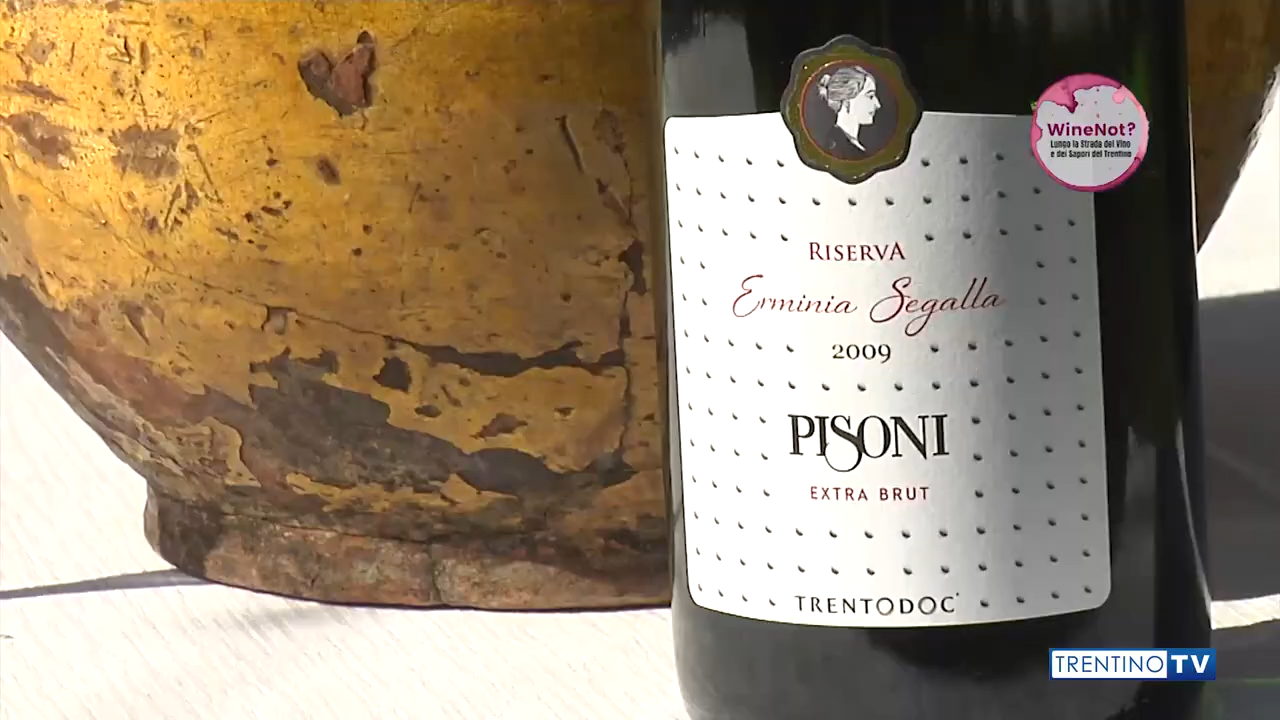 WineNot?
Lungo la Strada del Vino
e dei Sapori del Trentino
RISERVA
Erminia Segalla
2009
PISONI
EXTRA BRUT
TRENTODOC
TRENTINO TV